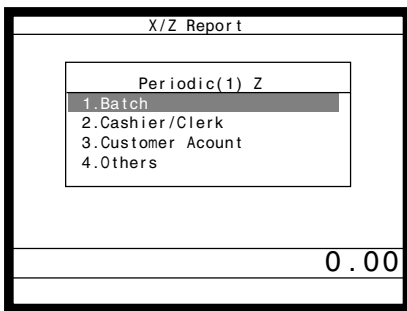 X/Z Report
Periodic(1) Z
1.Batch
2.Cashier/Clerk
3.Customer Acount
4.Others
0.00